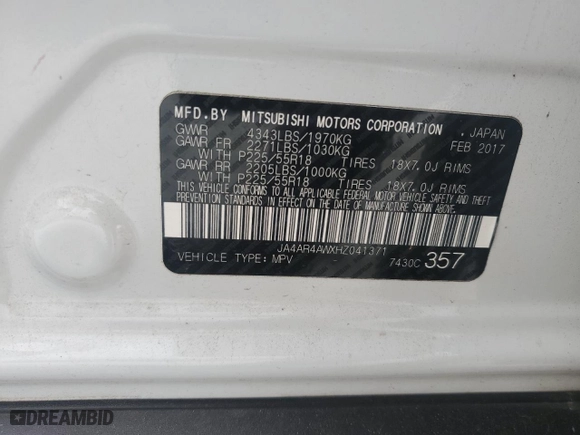 MFD.BY MITSUBISHI MOTORS CORPORATION , JAPAN
GVWR 4343LBS/1970KG FEB 2017
GAWR FR 2271LBS/1030KG
WITH P225/55R18 TIRES 18X7.0J RIMS
GAWR RR 2205LBS/1000KG
WITH P225/55R18 TIRES 18X7.0J RIMS
THIS VEHICLE CONFORMS TO ALL APPLICABLE FEDERAL MOTOR VEHICLE SAFETY, BUMPER, AND THEFT
PREVENTION STANDARDS IN EFFECT ON THE DATE OF MANUFACTURE SHOWN ABOVE.
JA4AR4AWXHZ041371
VEHICLE TYPE: MPV 7430C 357
DREAMBID